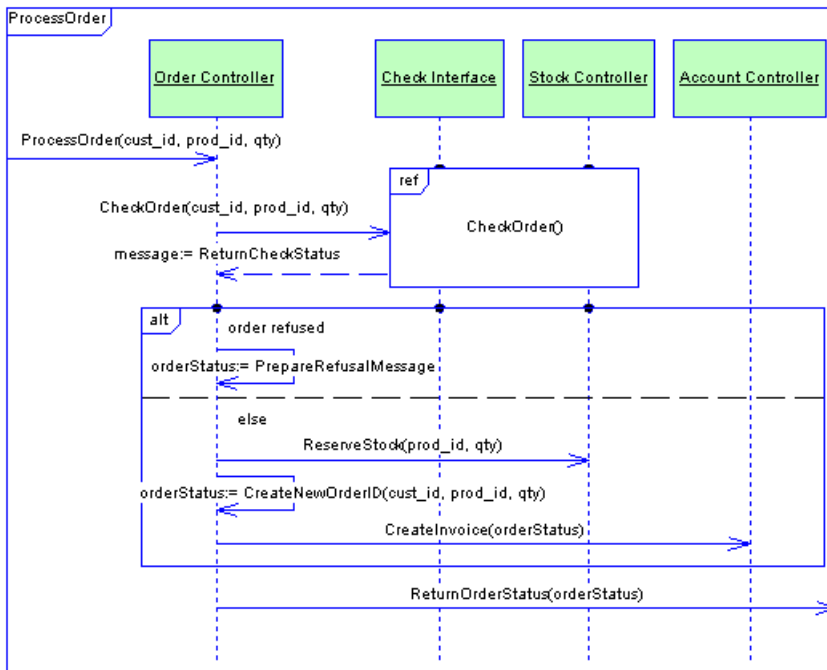 ProcessOrder
Order Controller
Check Interface
Stock Controller
Account Controller
ProcessOrder(cust_id, prod_id, qty)
ref
CheckOrder(cust_id, prod_id, qty)
CheckOrder()
message:= ReturnCheckStatus
alt
order refused
orderStatus:= PrepareRefusalMessage
else
ReserveStock(prod_id, qty)
orderStatus:= CreateNewOrderID(cust_id, prod_id, qty)
CreateInvoice(orderStatus)
ReturnOrderStatus(orderStatus)